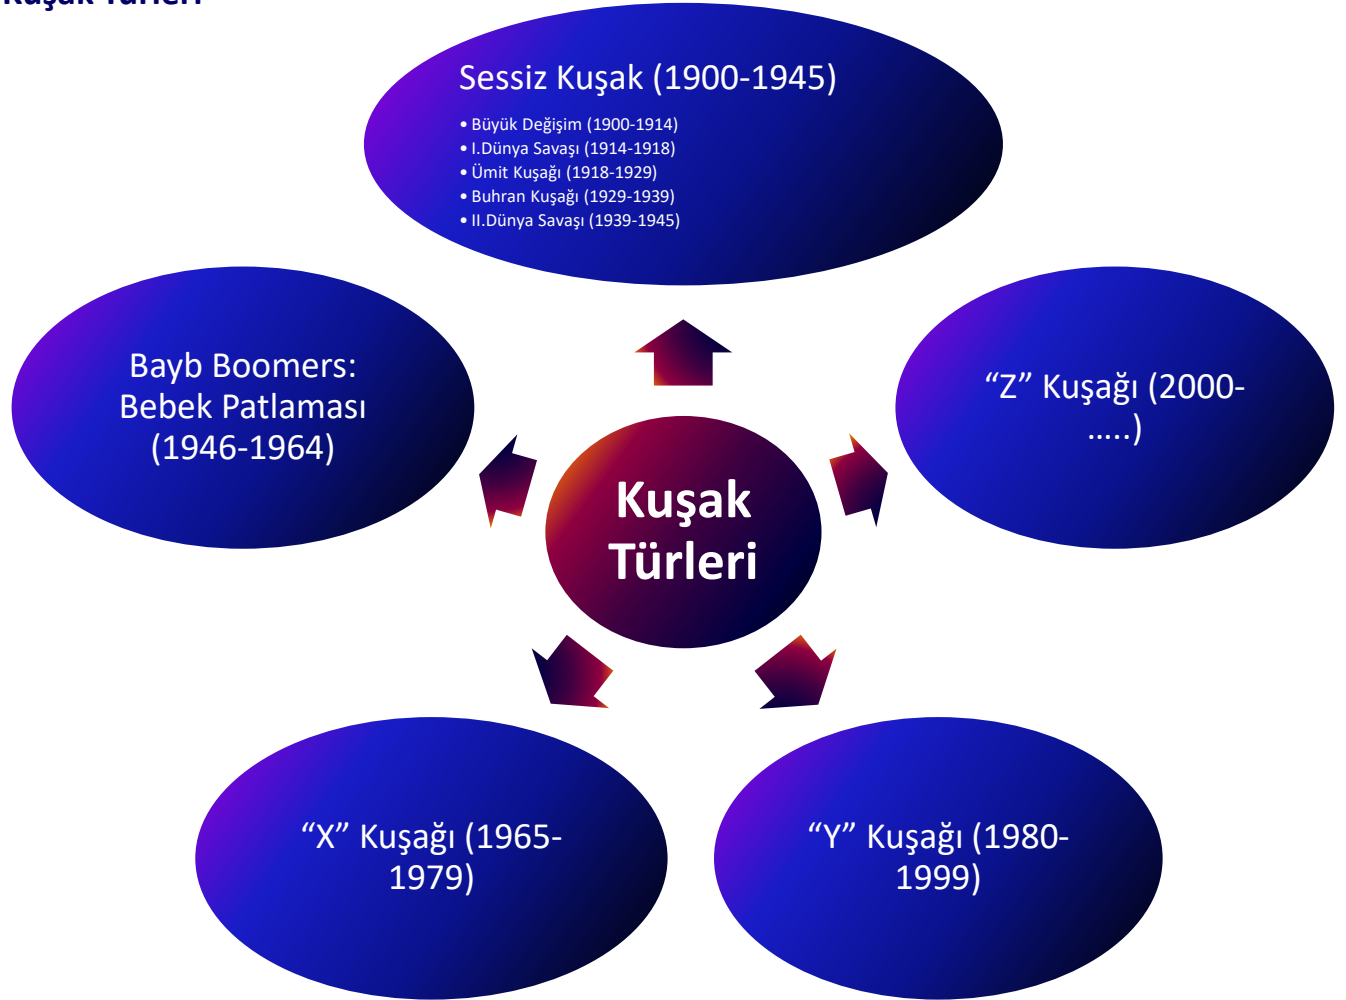 Kuşak Türleri
Sessiz Kuşak (1900-1945)
• Büyük Değişim (1900-1914)
• I.Dünya Savaşı (1914-1918)
• Ümit Kuşağı (1918-1929)
• Buhran Kuşağı (1929-1939)
• II.Dünya Savaşı (1939-1945)
Bayb Boomers:
Bebek Patlaması
(1946-1964)
“Z” Kuşağı (2000-
…..)
Kuşak
Türleri
“X” Kuşağı (1965-
1979)
“Y” Kuşağı (1980-
1999)